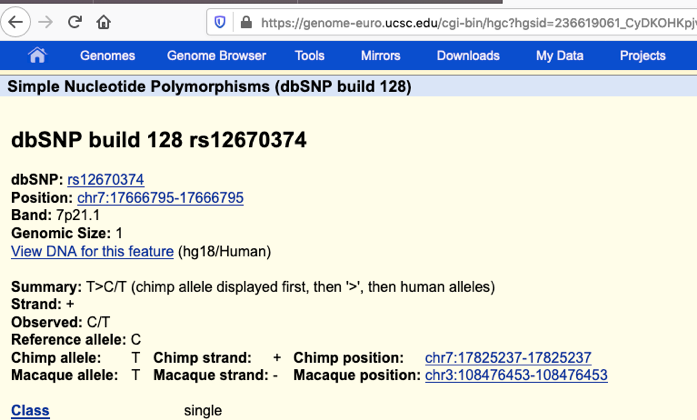 https://genome-euro.ucsc.edu/cgi-bin/hgc?hgsid=236619061_CyDKOHKpj
Genomes Genome Browser Tools Mirrors Downloads My Data Projects
Simple Nucleotide Polymorphisms (dbSNP build 128)
dbSNP build 128 rs12670374
dbSNP: rs12670374
Position: chr7:17666795-17666795
Band: 7p21.1
Genomic Size: 1
View DNA for this feature (hg18/Human)
Summary: T>C/T (chimp allele displayed first, then '>', then human alleles)
Strand: +
Observed: C/T
Reference allele: C
Chimp allele: T Chimp strand: + Chimp position: chr7:17825237-17825237
Macaque allele: T Macaque strand: - Macaque position: chr3:108476453-108476453
Class single